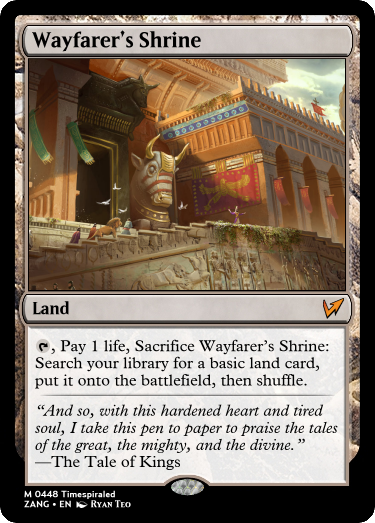 Wayfarer's Shrine
Land
, Pay 1 life, Sacrifice Wayfarer's Shrine:
Search your library for a basic land card,
put it onto the battlefield, then shuffle.
“And so, with this hardened heart and tired
soul, I take this pen to paper to praise the tales
of the great, the mighty, and the divine.”
—The Tale of Kings
M 0448 Timespiraled
ZANG • EN Ryan Teo